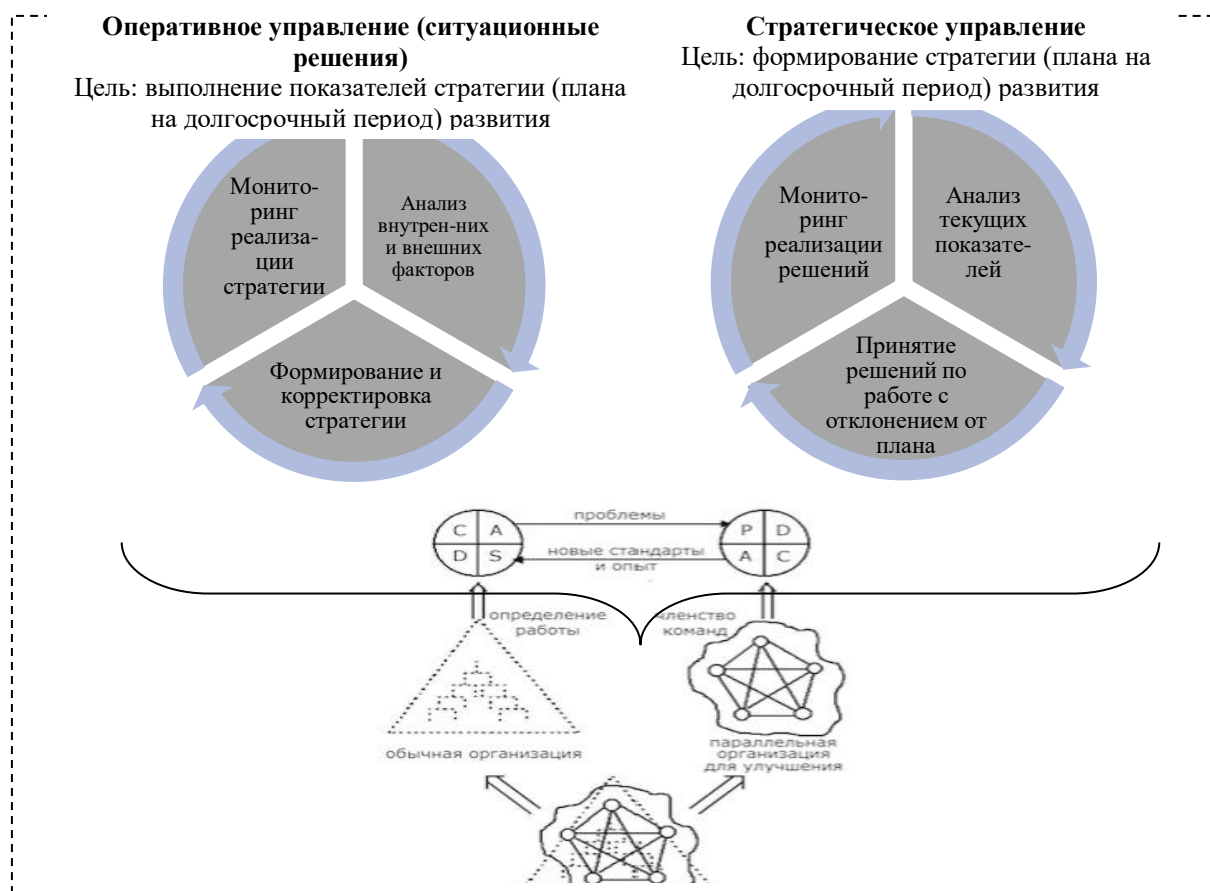 Оперативное управление (ситуационные
решения)
Цель: выполнение показателей стратегии (плана
на долгосрочный период) развития
Стратегическое управление
Цель: формирование стратегии (плана на
долгосрочный период) развития
Монито-
ринг
реализа-
ции
стратегии
Анализ
внутрен-них
и внешних
факторов
Формирование и
корректировка
стратегии
Монито-
ринг
реализации
решений
Анализ
текущих
показате-
лей
Принятие
решений по
работе с
отклонением от
плана
C A
D S
проблемы
новые стандарты
и опыт
P D
A C
определение
работы
членство
команд
обычная организация
параллельная
организация
для улучшения